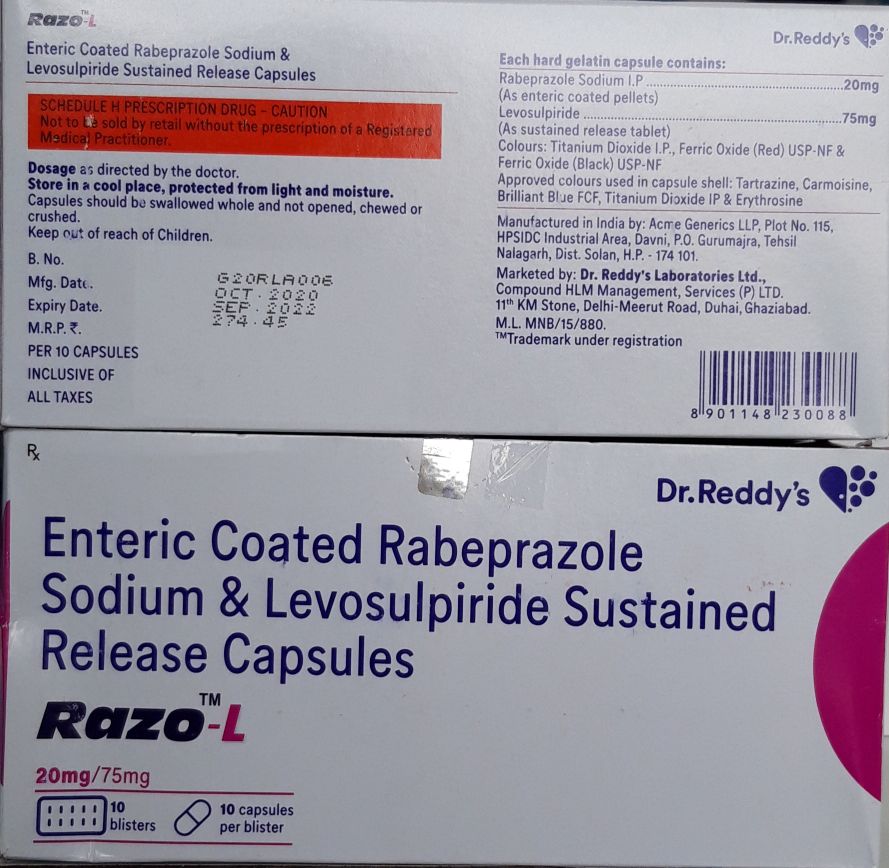 Razo™-L
Enteric Coated Rabeprazole Sodium &
Levosulpiride Sustained Release Capsules
SCHEDULE H PRESCRIPTION DRUG - CAUTION
Not to be sold by retail without the prescription of a Registered
Medical Practitioner.
Dosage as directed by the doctor.
Store in a cool place, protected from light and moisture.
Capsules should be swallowed whole and not opened, chewed or
crushed.
Keep out of reach of Children.
B. No.
Mfg. Date.
Expiry Date.
M.R.P. ₹.
PER 10 CAPSULES
INCLUSIVE OF
ALL TAXES
G20RLA006
OCT.2020
SEP.2022
274.45
Dr.Reddy's
Each hard gelatin capsule contains:
Rabeprazole Sodium I.P ..........20mg
(As enteric coated pellets)
Levosulpiride ..........75mg
(As sustained release tablet)
Colours: Titanium Dioxide I.P., Ferric Oxide (Red) USP-NF &
Ferric Oxide (Black) USP-NF
Approved colours used in capsule shell: Tartrazine, Carmoisine,
Brilliant Blue FCF, Titanium Dioxide IP & Erythrosine
Manufactured in India by: Acme Generics LLP, Plot No. 115,
HPSIDC Industrial Area, Davni, P.O. Gurumajra, Tehsil
Nalagarh, Dist. Solan, H.P. - 174 101.
Marketed by: Dr. Reddy's Laboratories Ltd.,
Compound HLM Management, Services (P) LTD.
11th KM Stone, Delhi-Meerut Road, Duhai, Ghaziabad.
M.L. MNB/15/880.
™Trademark under registration
8 901148 230088
Rx
Dr.Reddy's
Enteric Coated Rabeprazole
Sodium & Levosulpiride Sustained
Release Capsules
Razo™-L
20mg/75mg
10
blisters
10 capsules
per blister